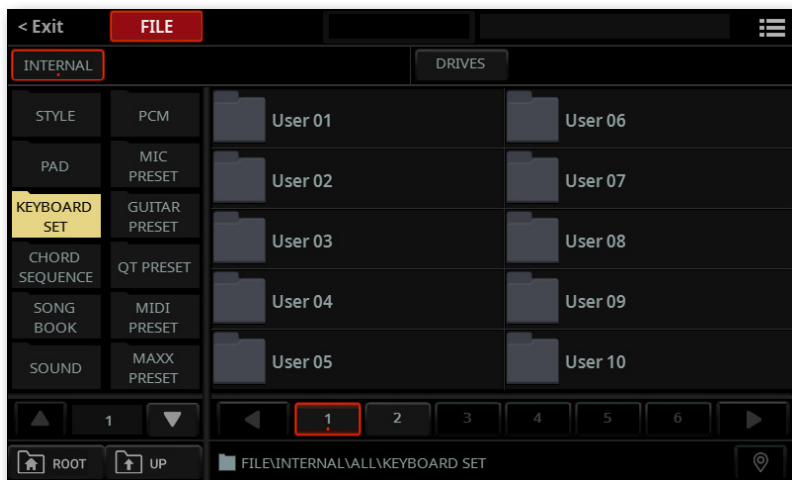 < Exit FILE
INTERNAL DRIVES
STYLE PCM
PAD MIC PRESET
KEYBOARD SET GUITAR PRESET
CHORD SEQUENCE QT PRESET
SONG BOOK MIDI PRESET
SOUND MAXX PRESET
User 01 User 06
User 02 User 07
User 03 User 08
User 04 User 09
User 05 User 10
1 1 2 3 4 5 6
ROOT UP FILE\INTERNAL\ALL\KEYBOARD SET